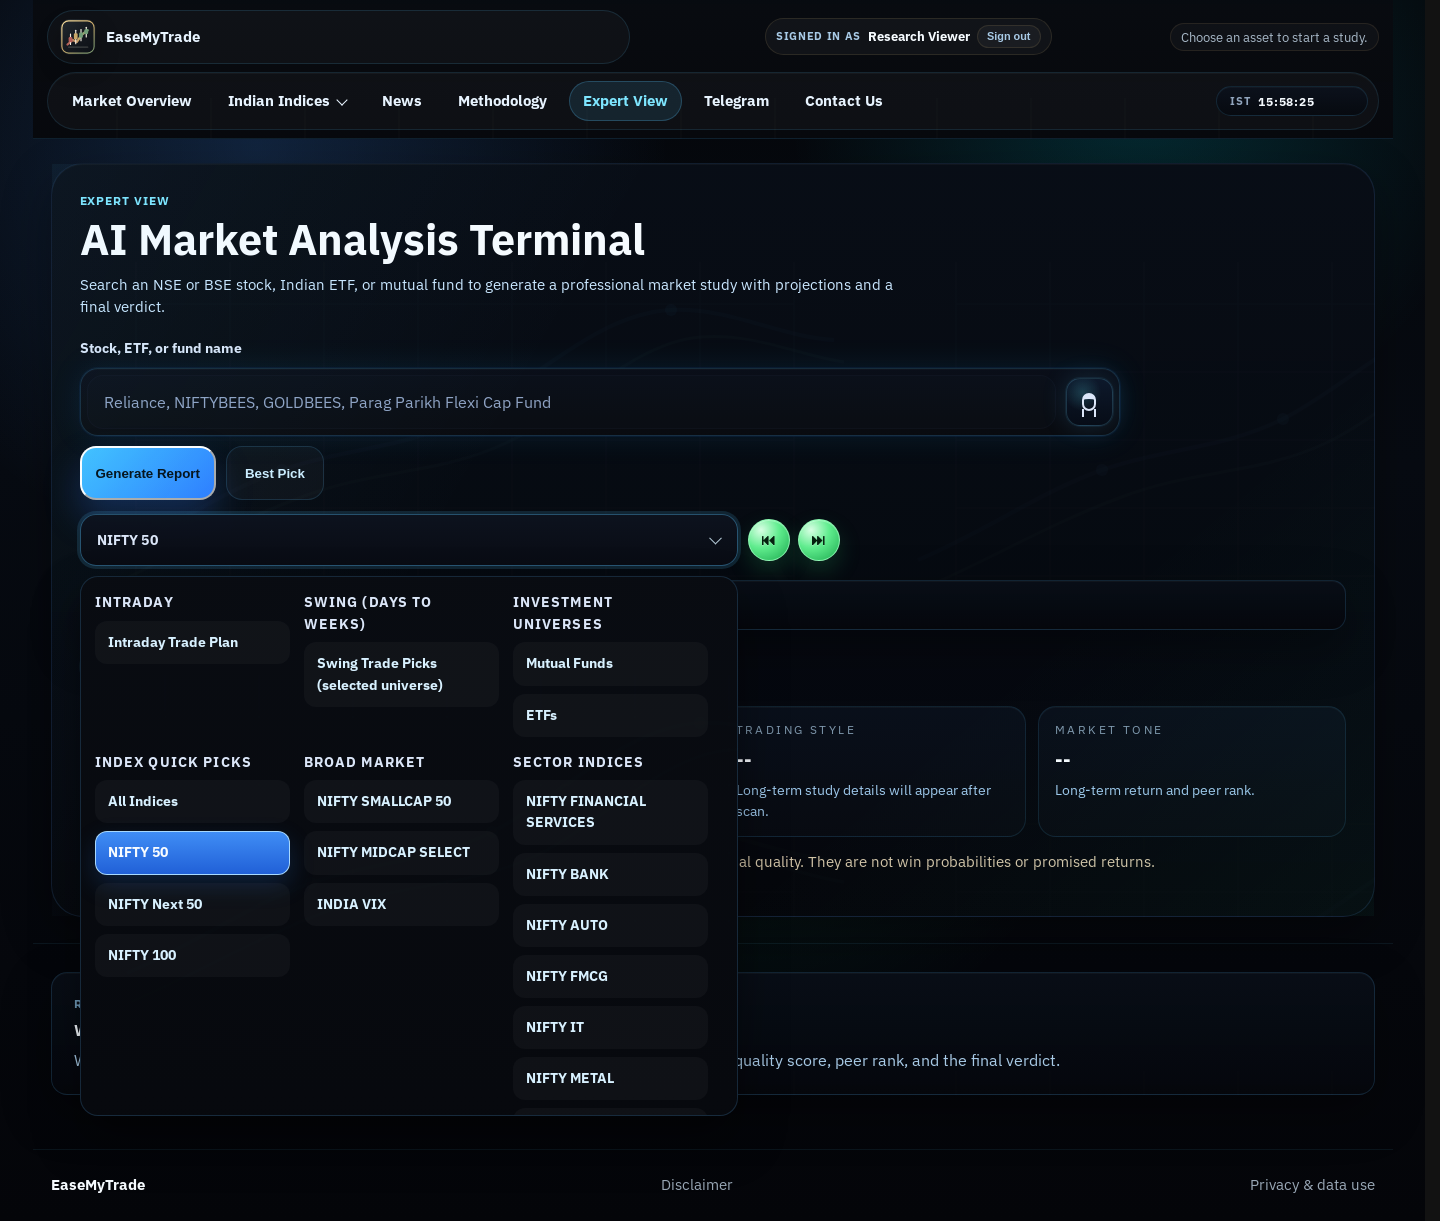 EaseMyTrade
SIGNED IN AS Research Viewer Sign out
Choose an asset to start a study.
Market Overview Indian Indices News Methodology Expert View Telegram Contact Us
IST 15:58:25
EXPERT VIEW
AI Market Analysis Terminal
Search an NSE or BSE stock, Indian ETF, or mutual fund to generate a professional market study with projections and a
final verdict.
Stock, ETF, or fund name
Reliance, NIFTYBEES, GOLDBEES, Parag Parikh Flexi Cap Fund
Generate Report Best Pick
NIFTY 50
INTRADAY
Intraday Trade Plan
SWING (DAYS TO
WEEKS)
Swing Trade Picks
(selected universe)
INVESTMENT
UNIVERSES
Mutual Funds
ETFs
INDEX QUICK PICKS
All Indices
NIFTY 50
NIFTY Next 50
NIFTY 100
BROAD MARKET
NIFTY SMALLCAP 50
NIFTY MIDCAP SELECT
INDIA VIX
SECTOR INDICES
NIFTY FINANCIAL
SERVICES
NIFTY BANK
NIFTY AUTO
NIFTY FMCG
NIFTY IT
NIFTY METAL
TRADING STYLE
--
Long-term study details will appear after
scan.
MARKET TONE
--
Long-term return and peer rank.
quality. They are not win probabilities or promised returns.
quality score, peer rank, and the final verdict.
EaseMyTrade
Disclaimer
Privacy & data use